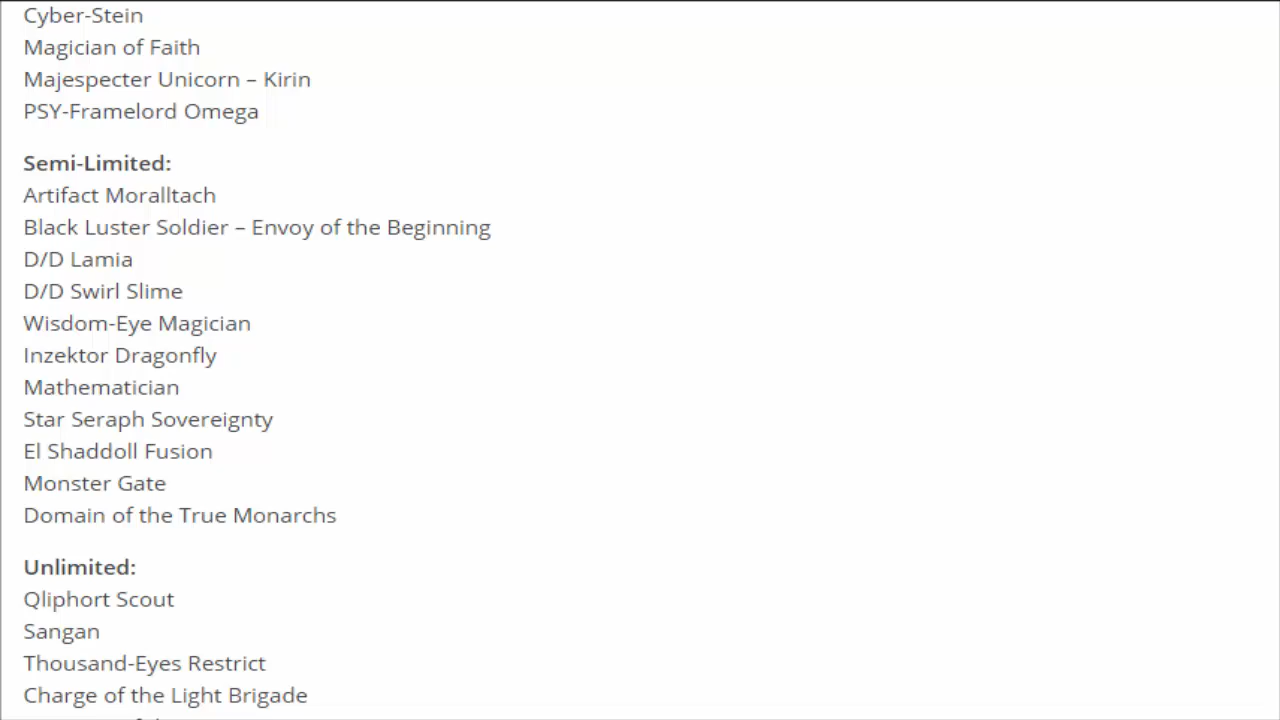 Cyber-Stein
Magician of Faith
Majespecter Unicorn – Kirin
PSY-Framelord Omega
Semi-Limited:
Artifact Moralltach
Black Luster Soldier – Envoy of the Beginning
D/D Lamia
D/D Swirl Slime
Wisdom-Eye Magician
Inzektor Dragonfly
Mathematician
Star Seraph Sovereignty
El Shaddoll Fusion
Monster Gate
Domain of the True Monarchs
Unlimited:
Qliphort Scout
Sangan
Thousand-Eyes Restrict
Charge of the Light Brigade